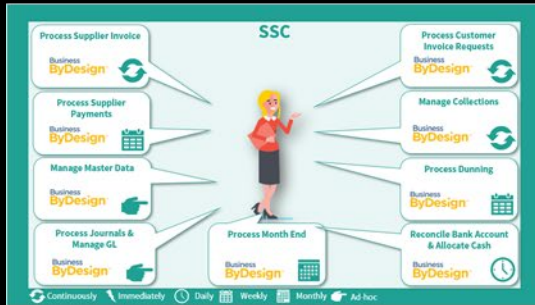 SSC
Process Supplier Invoice
Business
ByDesign
Process Supplier
Payments
Business
ByDesign
Manage Master Data
Business
ByDesign
Process Journals &
Manage GL
Business
ByDesign
Process Month End
Business
ByDesign
Process Customer
Invoice Requests
Business
ByDesign
Manage Collections
Business
ByDesign
Process Dunning
Business
ByDesign
Reconcile Bank Account
& Allocate Cash
Business
ByDesign
Continuously Immediately Daily Weekly Monthly Ad-hoc